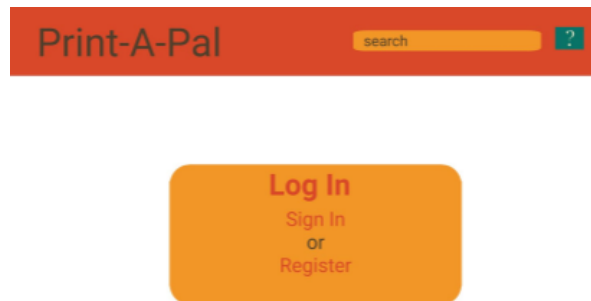 Print-A-Pal
search
?
Log In
Sign In
or
Register